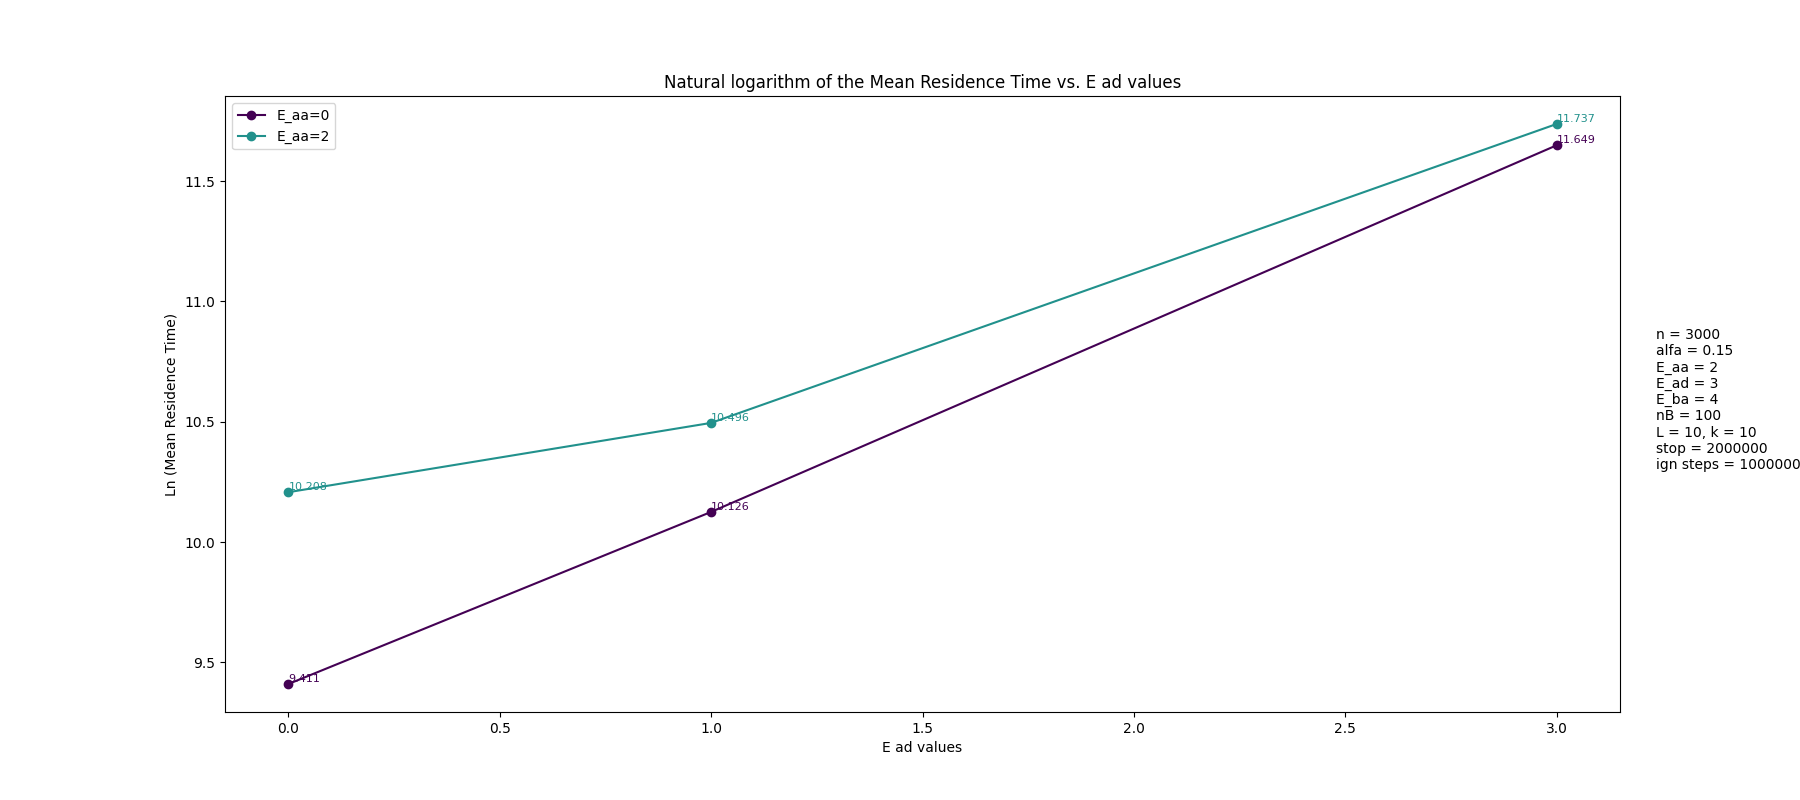 Natural logarithm of the Mean Residence Time vs. E ad values
E_aa=0
E_aa=2
11.737
11.649
11.5
11.0
10.5
10.0
9.5
10.496
10.208
10.126
9.411
Ln (Mean Residence Time)
n = 3000
alfa = 0.15
E_aa = 2
E_ad = 3
E_ba = 4
nB = 100
L = 10, k = 10
stop = 2000000
ign steps = 1000000
0.0 0.5 1.0 1.5 2.0 2.5 3.0
E ad values